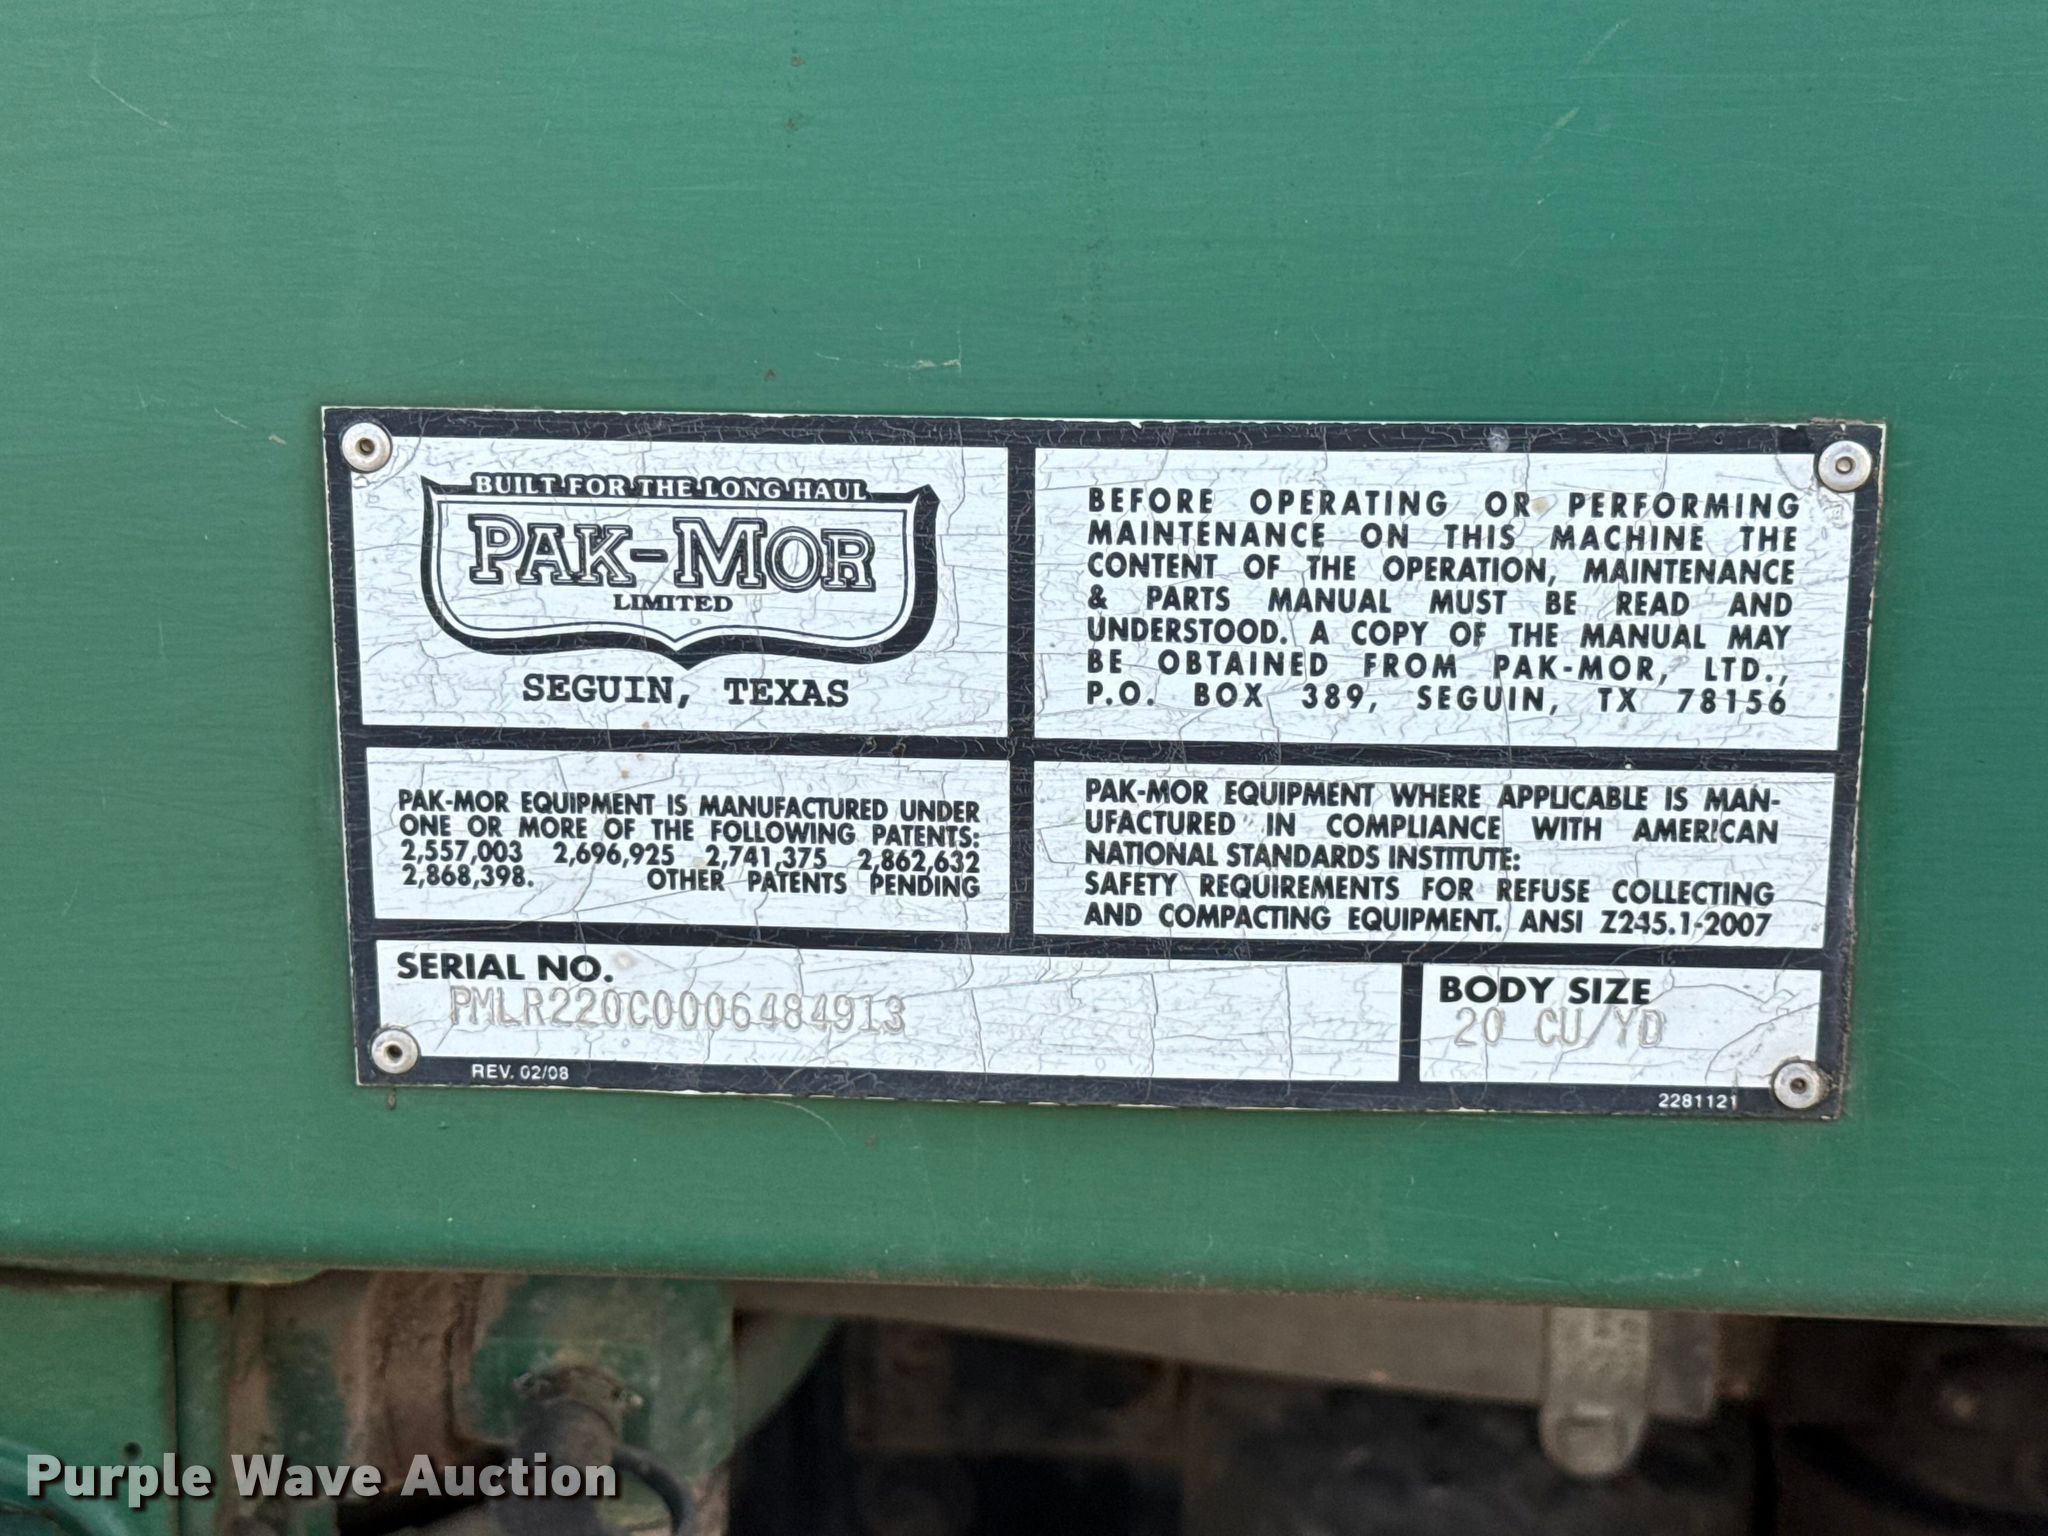 BUILT FOR THE LONG HAUL
PAK-MOR
LIMITED
SEGUIN, TEXAS
BEFORE OPERATING OR PERFORMING
MAINTENANCE ON THIS MACHINE THE
CONTENT OF THE OPERATION, MAINTENANCE
& PARTS MANUAL MUST BE READ AND
UNDERSTOOD. A COPY OF THE MANUAL MAY
BE OBTAINED FROM PAK-MOR, LTD.,
P.O. BOX 389, SEGUIN, TX 78156
PAK-MOR EQUIPMENT IS MANUFACTURED UNDER
ONE OR MORE OF THE FOLLOWING PATENTS:
2,557,003 2,696,925 2,741,375 2,862,632
2,868,398. OTHER PATENTS PENDING
PAK-MOR EQUIPMENT WHERE APPLICABLE IS MAN-
UFACTURED IN COMPLIANCE WITH AMERICAN
NATIONAL STANDARDS INSTITUTE:
SAFETY REQUIREMENTS FOR REFUSE COLLECTING
AND COMPACTING EQUIPMENT. ANSI Z245.1-2007
SERIAL NO.
PMLR220C0006484913
REV. 02/08
BODY SIZE
20 CU/YD
2281121
Purple Wave Auction